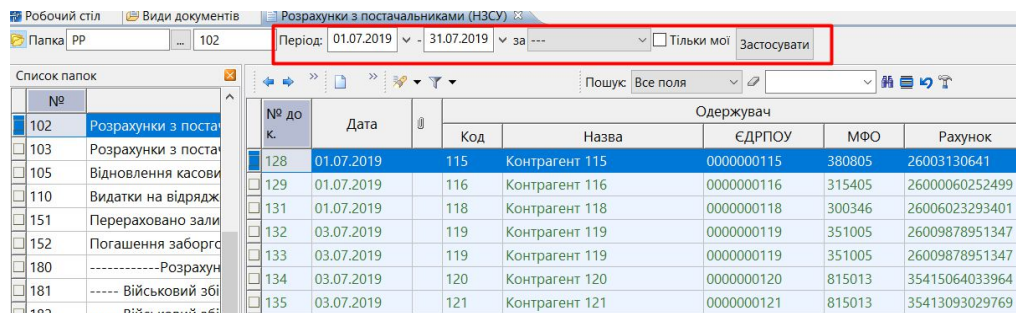 Робочий стіл Види документів Розрахунки з постачальниками (НЗСУ)
Папка PP ... 102 Період: 01.07.2019 - 31.07.2019 за --- Тільки мої Застосувати
Список папок » » Пошук: Все поля
№
102 Розрахунки з поста
103 Розрахунки з поста
105 Відновлення касови
110 Видатки на відрядж
151 Перераховано зали
152 Погашення заборго
180 ------------Розрахун
181 ----- Військовий збі
№ до к. Дата Одержувач
Код Назва ЄДРПОУ МФО Рахунок
128 01.07.2019 115 Контрагент 115 0000000115 380805 26003130641
129 01.07.2019 116 Контрагент 116 0000000116 315405 26000060252499
131 01.07.2019 118 Контрагент 118 0000000118 300346 26006023293401
132 03.07.2019 119 Контрагент 119 0000000119 351005 26009878951347
133 03.07.2019 119 Контрагент 119 0000000119 351005 26009878951347
134 03.07.2019 120 Контрагент 120 0000000120 815013 35415064033964
135 03.07.2019 121 Контрагент 121 0000000121 815013 35413093029769